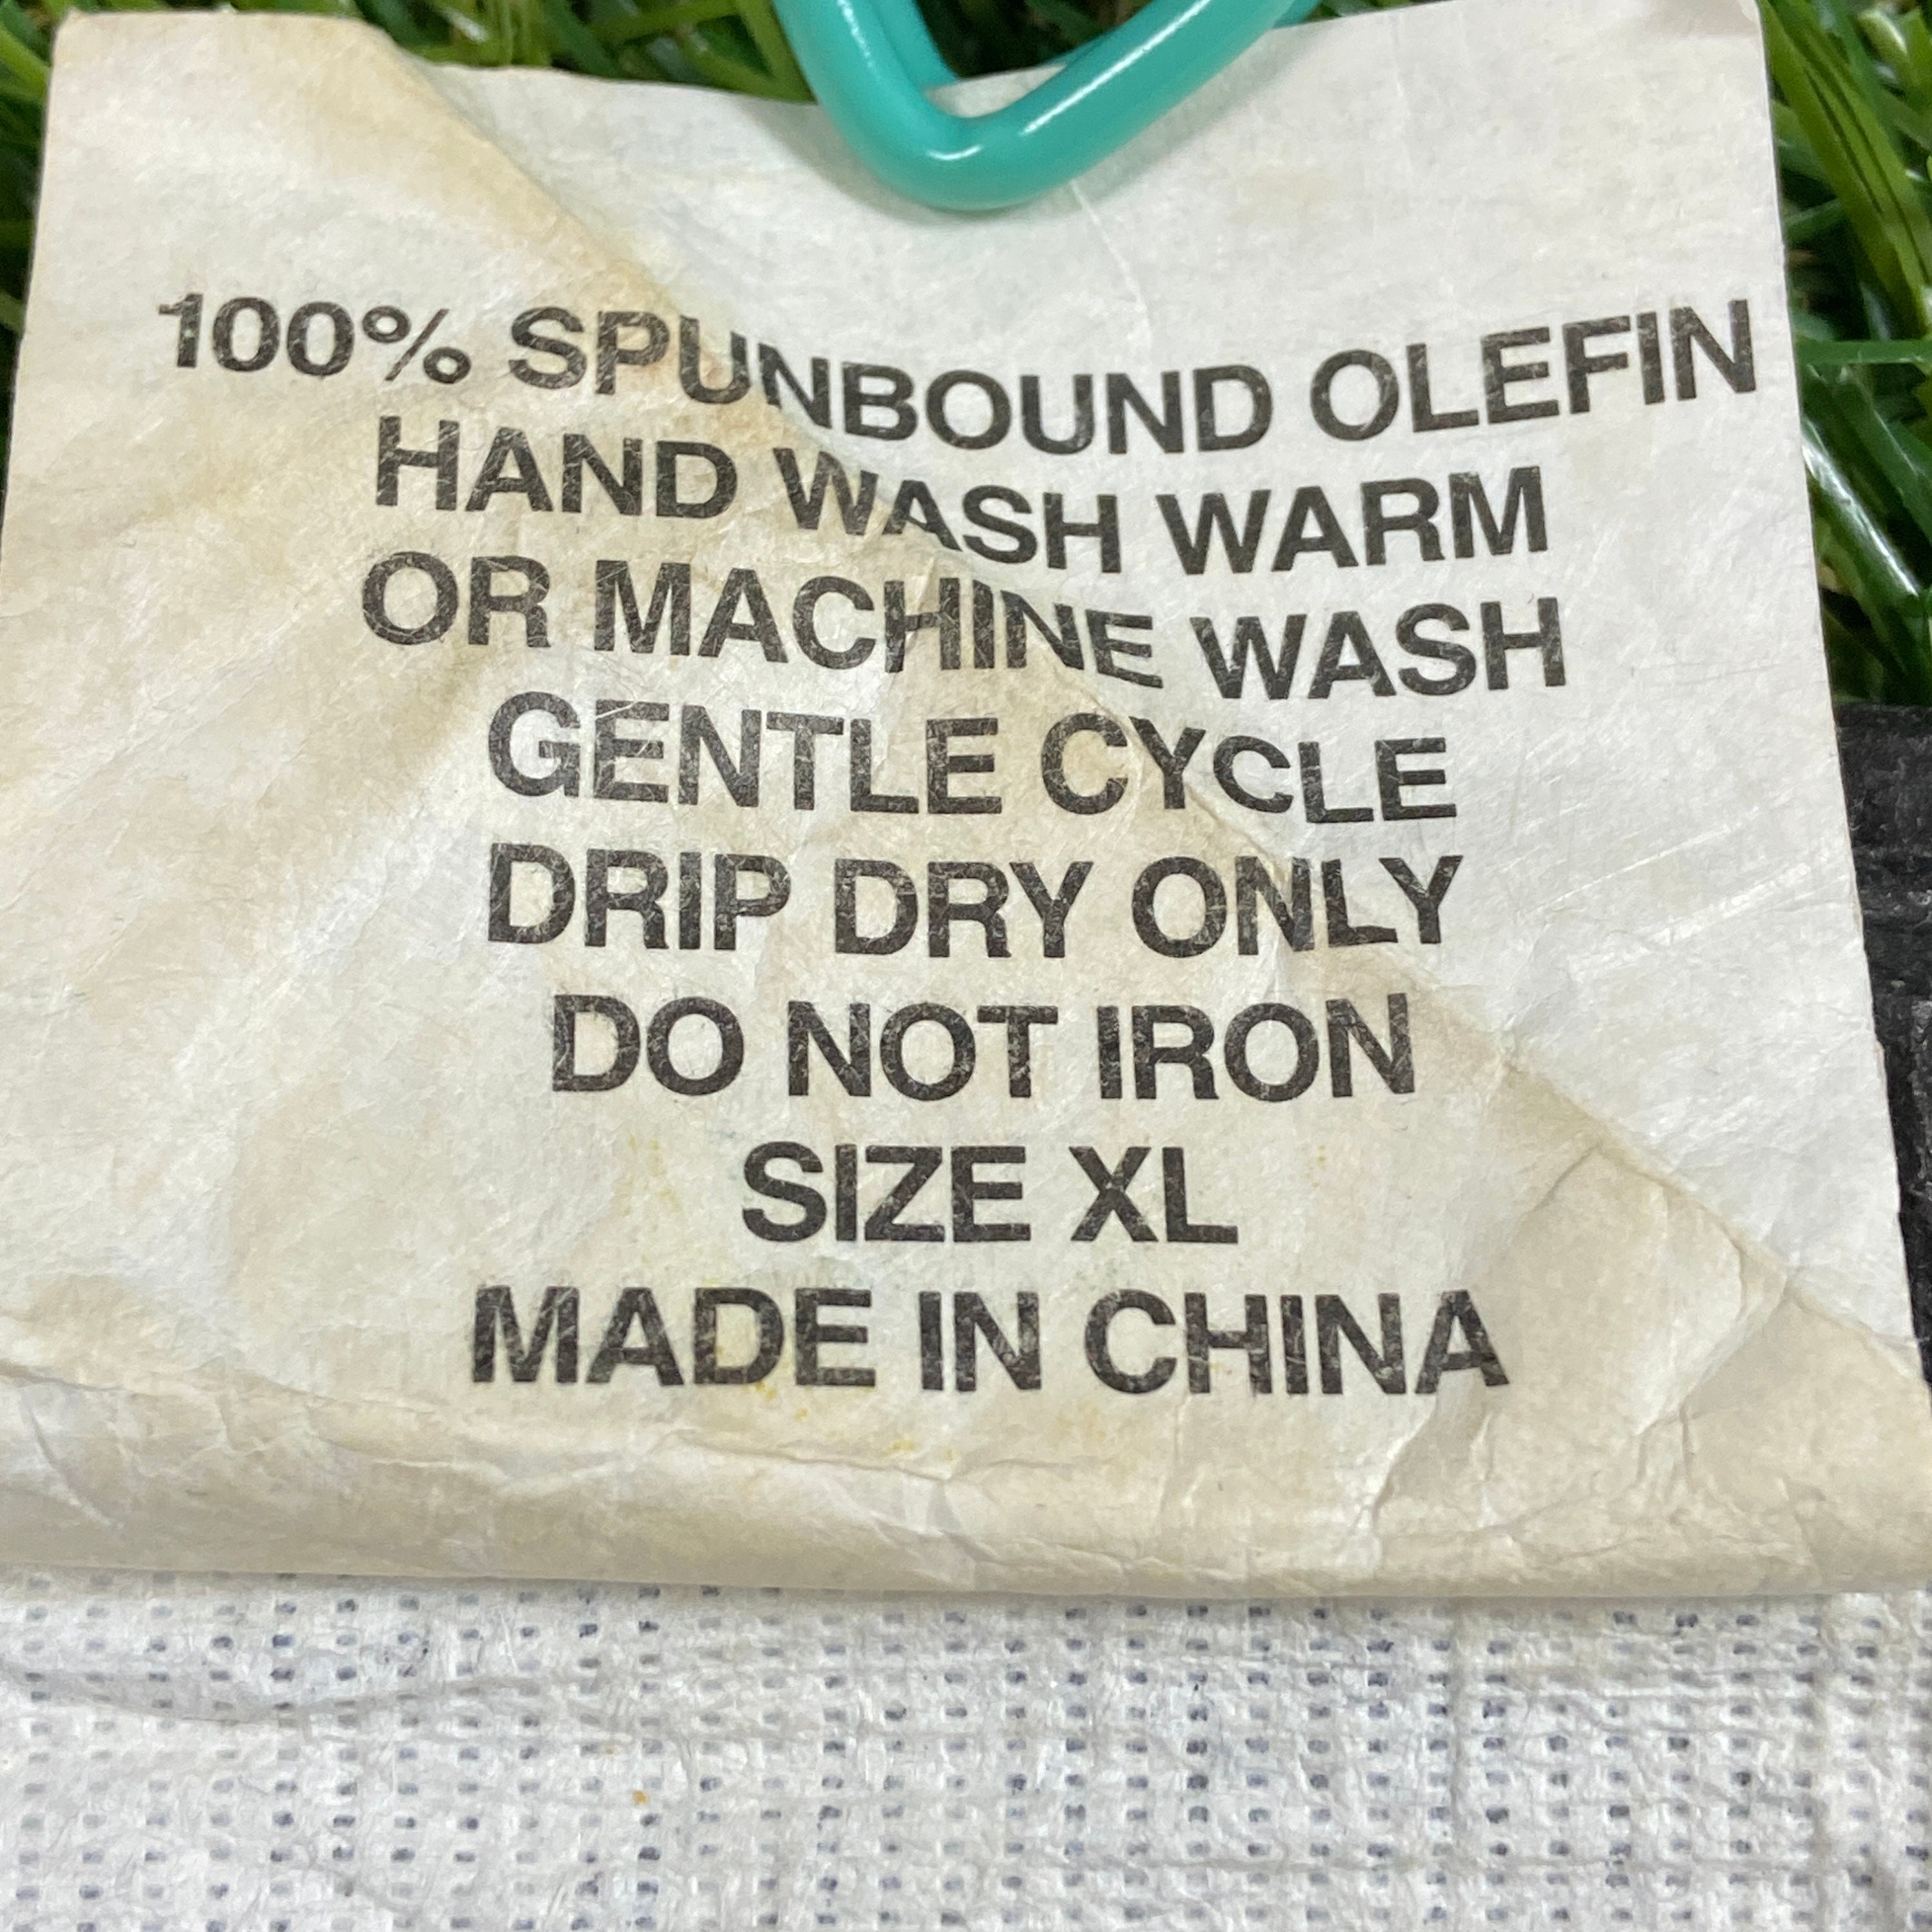 100% SPUNBOUND OLEFIN
HAND WASH WARM
OR MACHINE WASH
GENTLE CYCLE
DRIP DRY ONLY
DO NOT IRON
SIZE XL
MADE IN CHINA